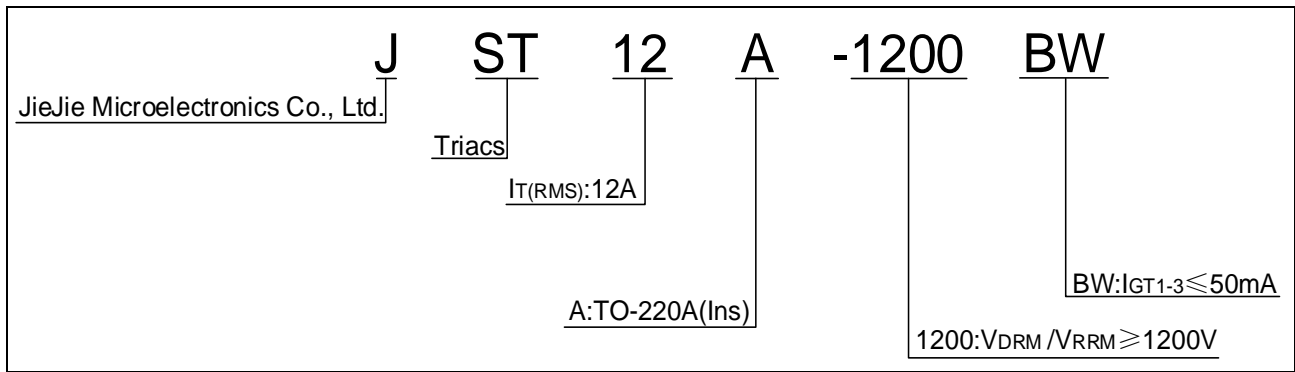 J ST 12 A -1200 BW
JieJie Microelectronics Co., Ltd.
Triacs
IT(RMS):12A
BW:IGT1-3≤50mA
A:TO-220A(Ins)
1200:VDRM/VRRM≥1200V